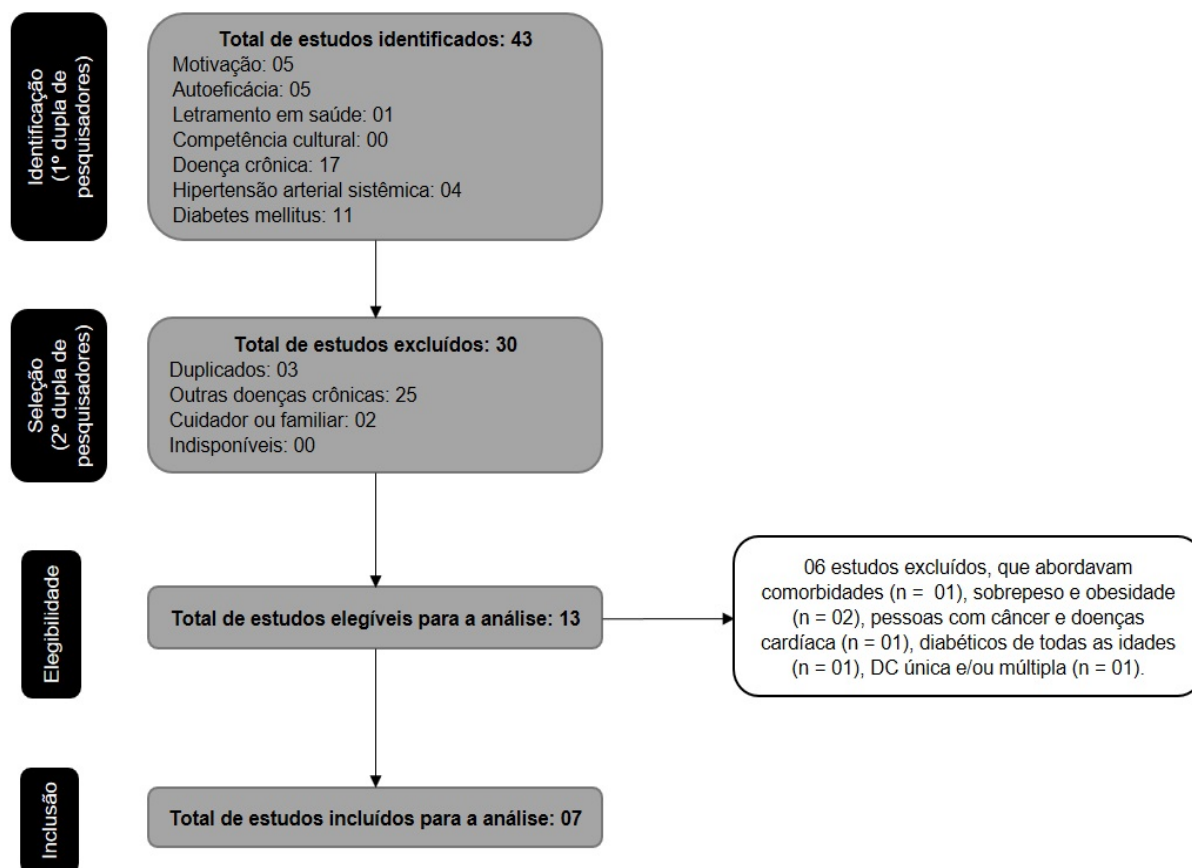 Identificação
(1º dupla de
pesquisadores)
Total de estudos identificados: 43
Motivação: 05
Autoeficácia: 05
Letramento em saúde: 01
Competência cultural: 00
Doença crônica: 17
Hipertensão arterial sistêmica: 04
Diabetes mellitus: 11
Seleção
(2º dupla de
pesquisadores)
Total de estudos excluídos: 30
Duplicados: 03
Outras doenças crônicas: 25
Cuidador ou familiar: 02
Indisponíveis: 00
Elegibilidade
Total de estudos elegíveis para a análise: 13
06 estudos excluídos, que abordavam
comorbidades (n = 01), sobrepeso e obesidade
(n = 02), pessoas com câncer e doenças
cardíaca (n = 01), diabéticos de todas as idades
(n = 01), DC única e/ou múltipla (n = 01).
Inclusão
Total de estudos incluídos para a análise: 07